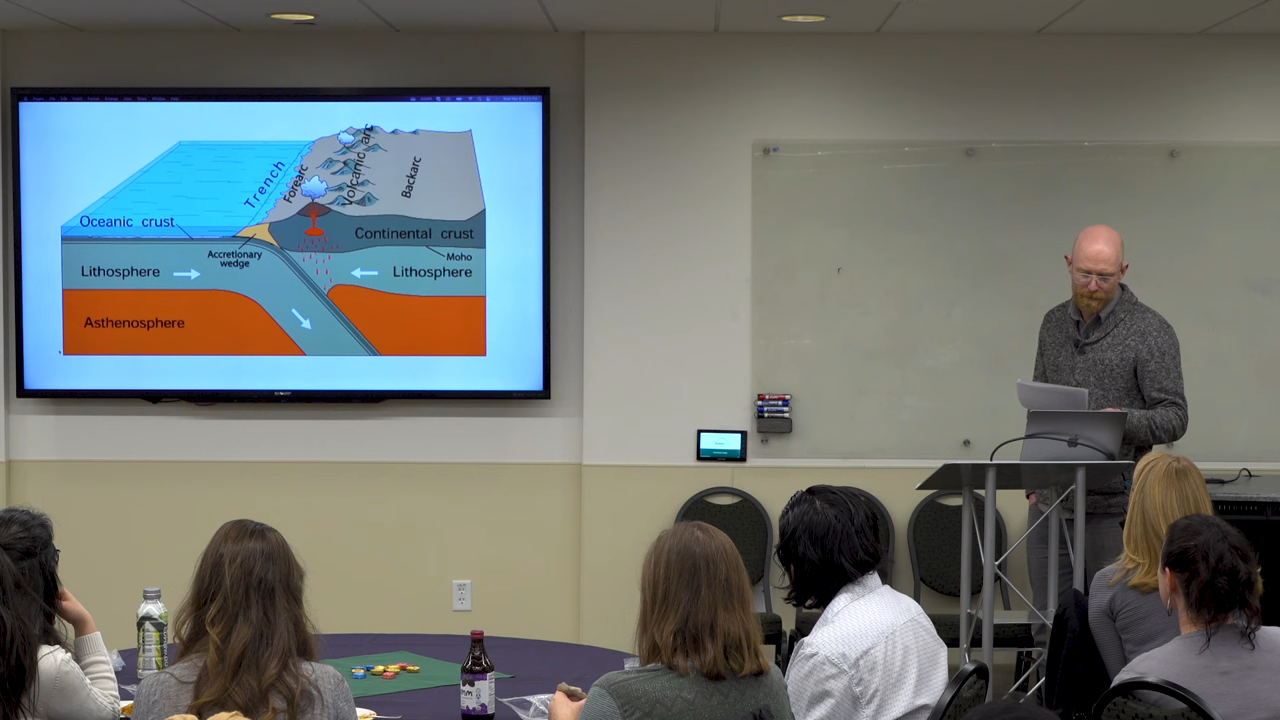 Trench
Forearc
Volcanic arc
Backarc
Oceanic crust
Continental crust
Accretionary
wedge
Moho
Lithosphere
Lithosphere
Asthenosphere